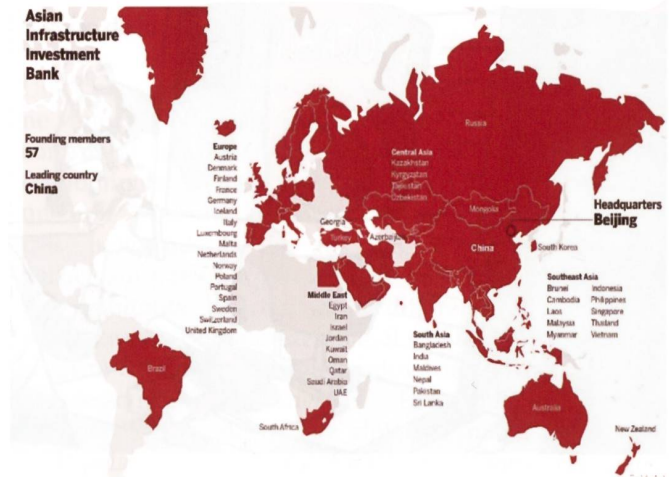 Asian
Infrastructure
Investment
Bank
Founding members
57
Leading country
China
Europe
Austria
Denmark
Finland
France
Germany
Iceland
Italy
Luxembourg
Malta
Netherlands
Norway
Poland
Portugal
Spain
Sweden
Switzerland
United Kingdom
Russia
Central Asia
Kazakhstan
Kyrgyzstan
Tajikistan
Uzbekistan
Mongolia
Headquarters
Beijing
Georgia
Turkey
Azerbaijan
China
South Korea
Middle East
Egypt
Iran
Israel
Jordan
Kuwait
Oman
Qatar
Saudi Arabia
UAE
South Asia
Bangladesh
India
Maldives
Nepal
Pakistan
Sri Lanka
Southeast Asia
Brunei Indonesia
Cambodia Philippines
Laos Singapore
Malaysia Thailand
Myanmar Vietnam
Brazil
South Africa
Australia
New Zealand